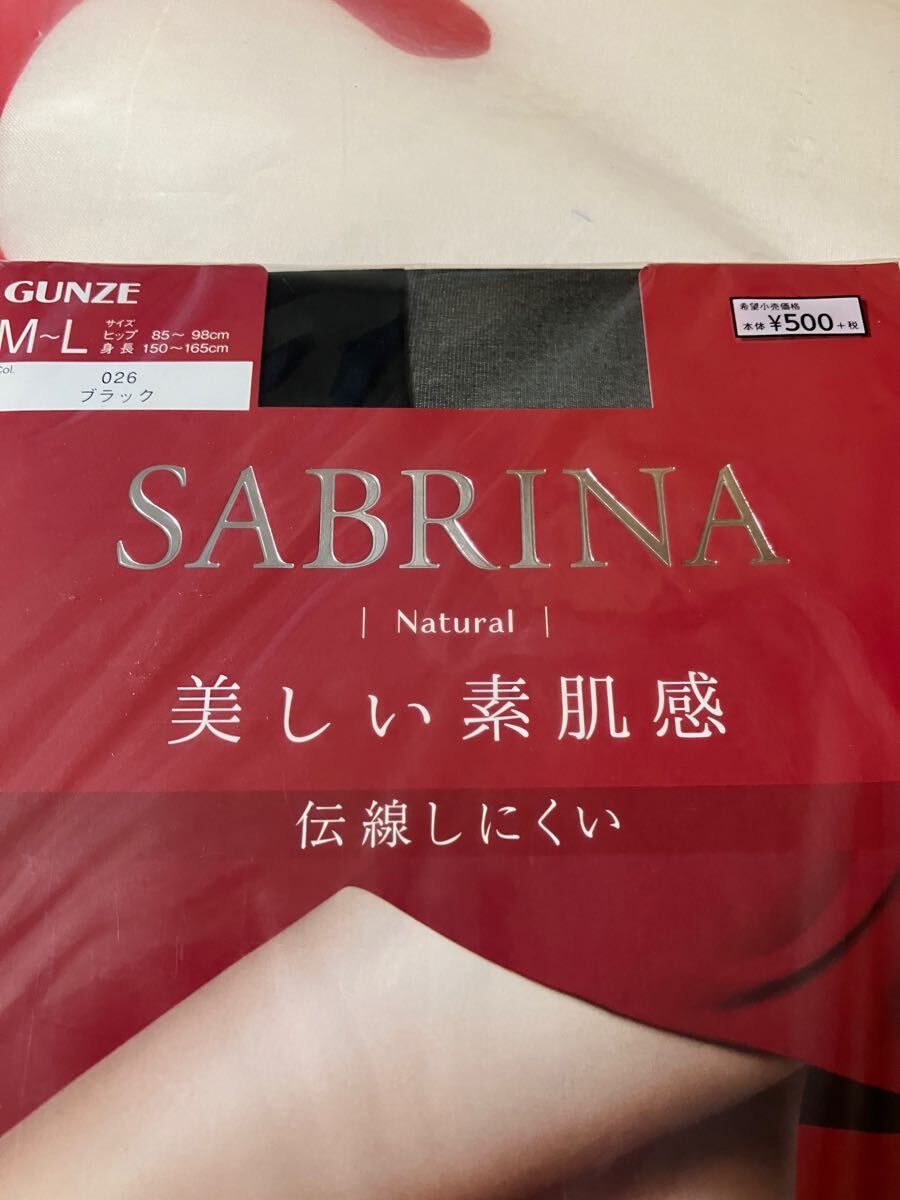 GUNZE
M~L
サイズ
ヒップ 85~98cm
身長 150~165cm
Col.
026
ブラック
希望小売価格
本体 ¥500 +税
SABRINA
| Natural |
美しい素肌感
伝線しにくい